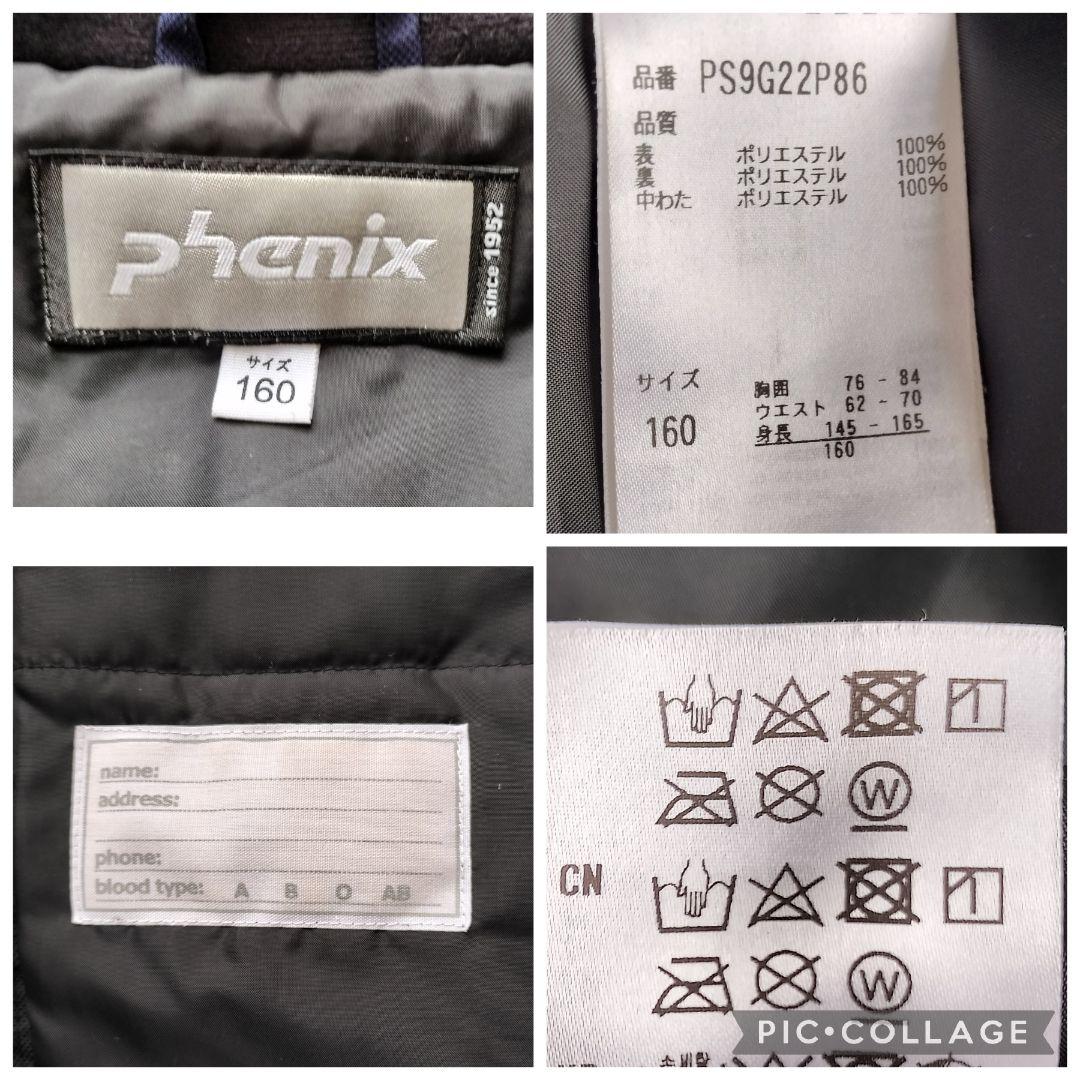 phenix
since 1952
サイズ
160
品番 PS9G22P86
品質
表 ポリエステル 100%
裏 ポリエステル 100%
中わた ポリエステル 100%
サイズ
160
胸囲 76 - 84
ウエスト 62 - 70
身長 145 - 165
160
name:
address:
phone:
blood type: A B O AB
W
CN
W
PIC•COLLAGE